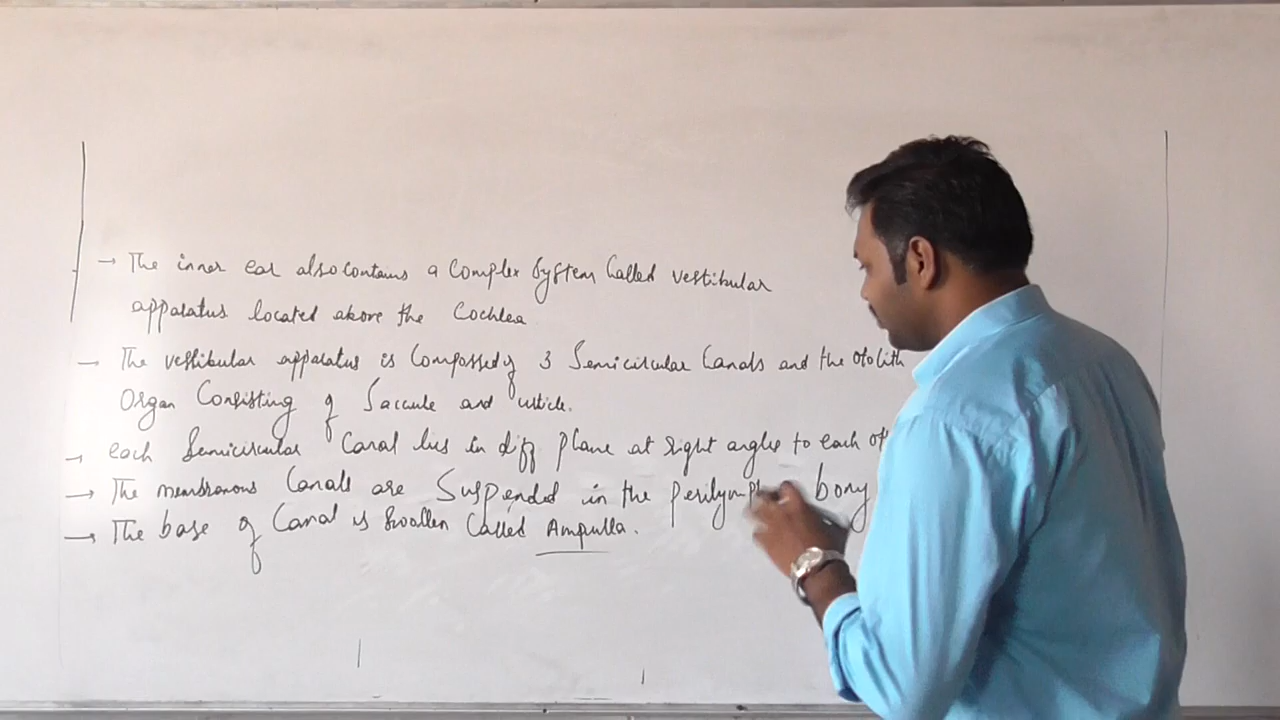 → The inner ear also contains a Complex System Called vestibular
apparatus located above the Cochlea
→ The vestibular apparatus is Compossed of 3 Semicircular Canals and the otolith
Organ Consisting of Saccule and utricle.
→ each Semicircular Canal lies in diff plane at right angles to each
→ The membranous Canals are Suspended in the perilymph bony
→ The base of Canal is Swollen Called Ampulla.